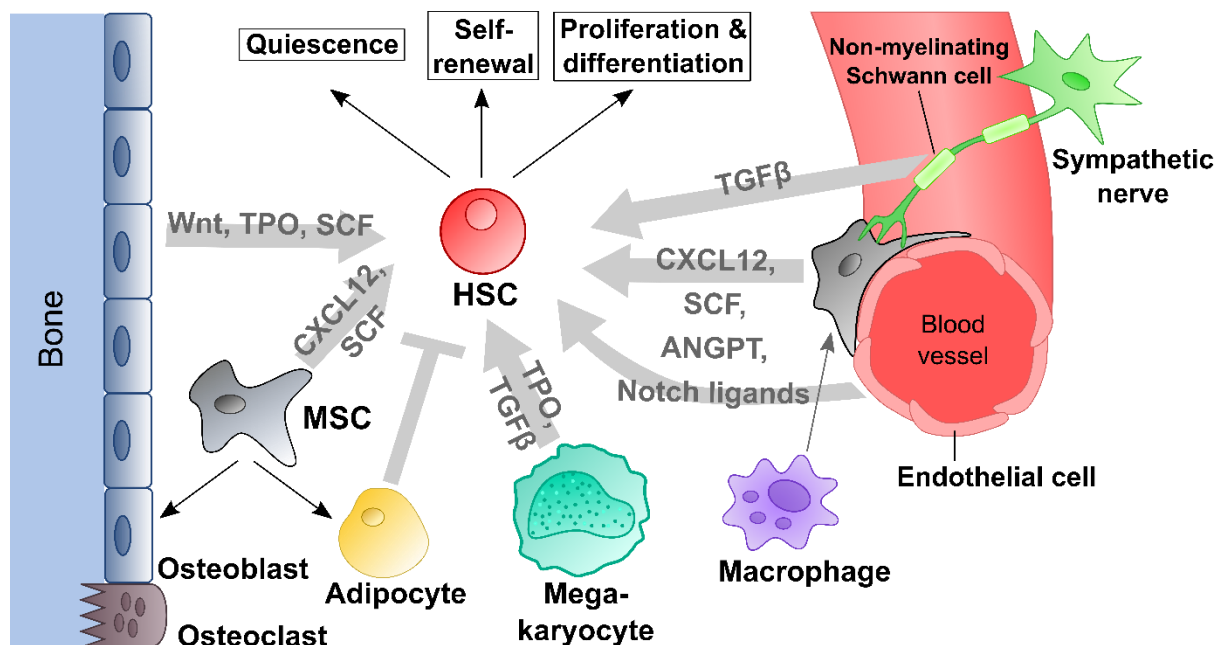 Quiescence
Self-
renewal
Proliferation &
differentiation
Non-myelinating
Schwann cell
Sympathetic
nerve
TGFβ
Wnt, TPO, SCF
HSC
CXCL12,
SCF
CXCL12,
SCF,
ANGPT,
Notch ligands
Blood
vessel
Bone
MSC
TPO,
TGFβ
Endothelial cell
Osteoblast
Adipocyte
Mega-
karyocyte
Macrophage
Osteoclast